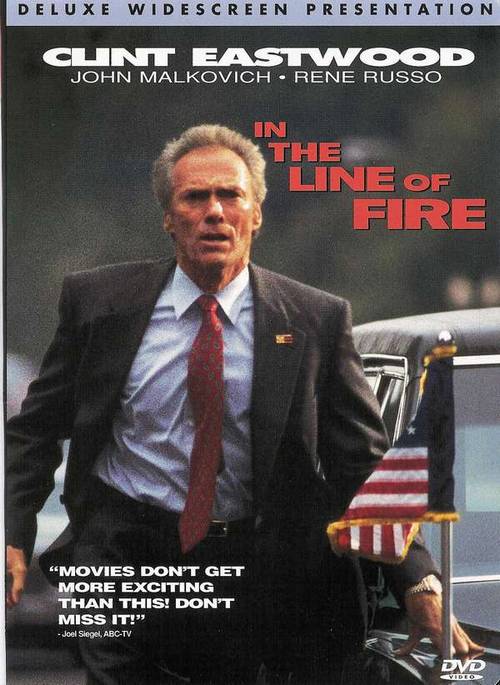 DELUXE WIDESCREEN PRESENTATION
CLINT EASTWOOD
JOHN MALKOVICH • RENE RUSSO
IN
THE
LINE OF
FIRE
“MOVIES DON'T GET
MORE EXCITING
THAN THIS! DON'T
MISS IT!”
- Joel Siegel, ABC-TV
DVD
VIDEO